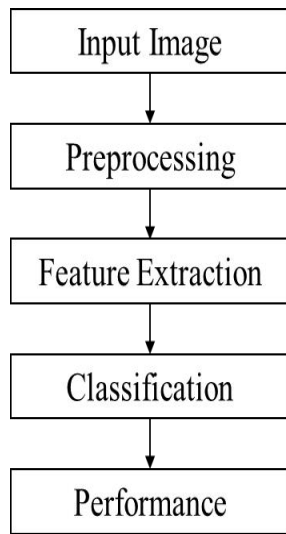 Input Image
Preprocessing
Feature Extraction
Classification
Performance